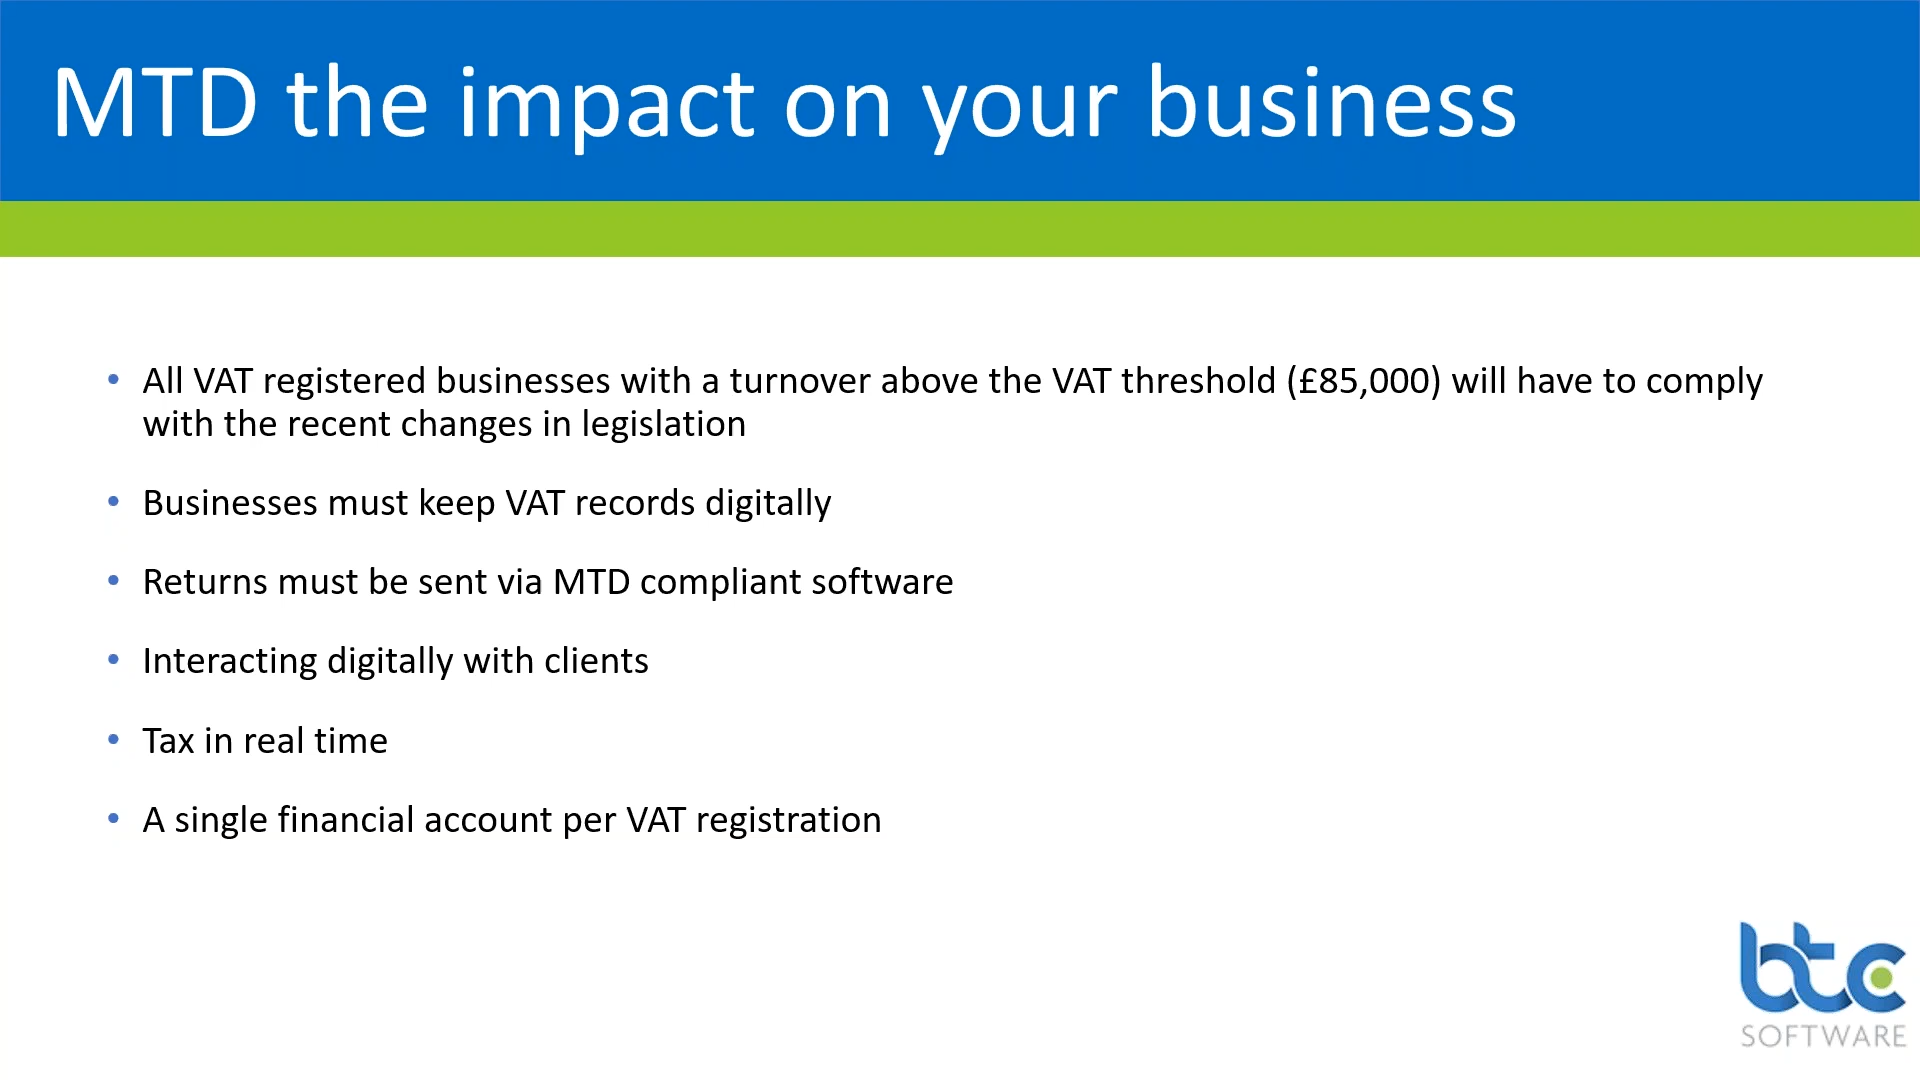 MTD the impact on your business
• All VAT registered businesses with a turnover above the VAT threshold (£85,000) will have to comply
with the recent changes in legislation
• Businesses must keep VAT records digitally
• Returns must be sent via MTD compliant software
• Interacting digitally with clients
• Tax in real time
• A single financial account per VAT registration
btc
SOFTWARE